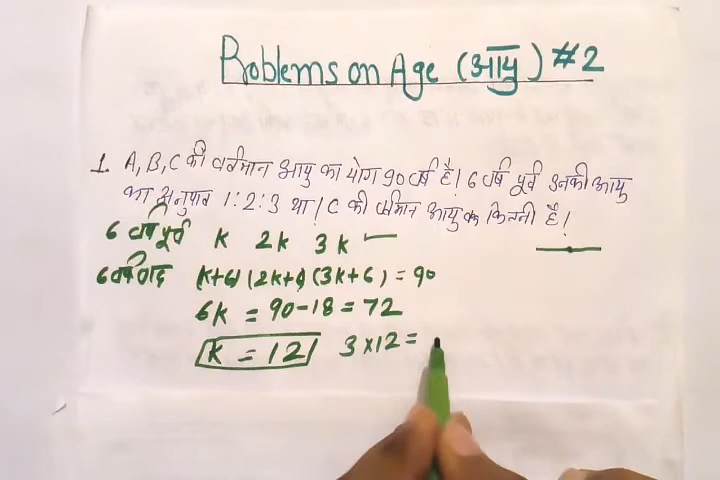 Problems on Age (आयु) #2
1. A, B, C की वर्तमान आयु का योग 90 वर्ष है। 6 वर्ष पूर्व उनकी आयु
का अनुपात 1:2:3 था। C की वर्तमान आयु कितनी है!
6 वर्ष पूर्व K 2K 3K
6 वर्ष बाद (K+6) (2K+6) (3K+6) = 90
6K = 90-18 = 72
K = 12 3×12=